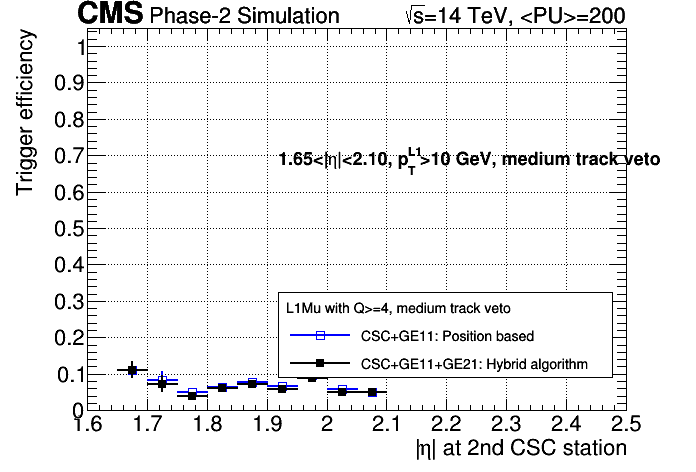 CMS Phase-2 Simulation √s=14 TeV, <PU>=200
Trigger efficiency
1
0.9
0.8
0.7
0.6
0.5
0.4
0.3
0.2
0.1
0
1.65<|η|<2.10, p_T^L1>10 GeV, medium track veto
L1Mu with Q>=4, medium track veto
CSC+GE11: Position based
CSC+GE11+GE21: Hybrid algorithm
1.6 1.7 1.8 1.9 2 2.1 2.2 2.3 2.4 2.5
|η| at 2nd CSC station